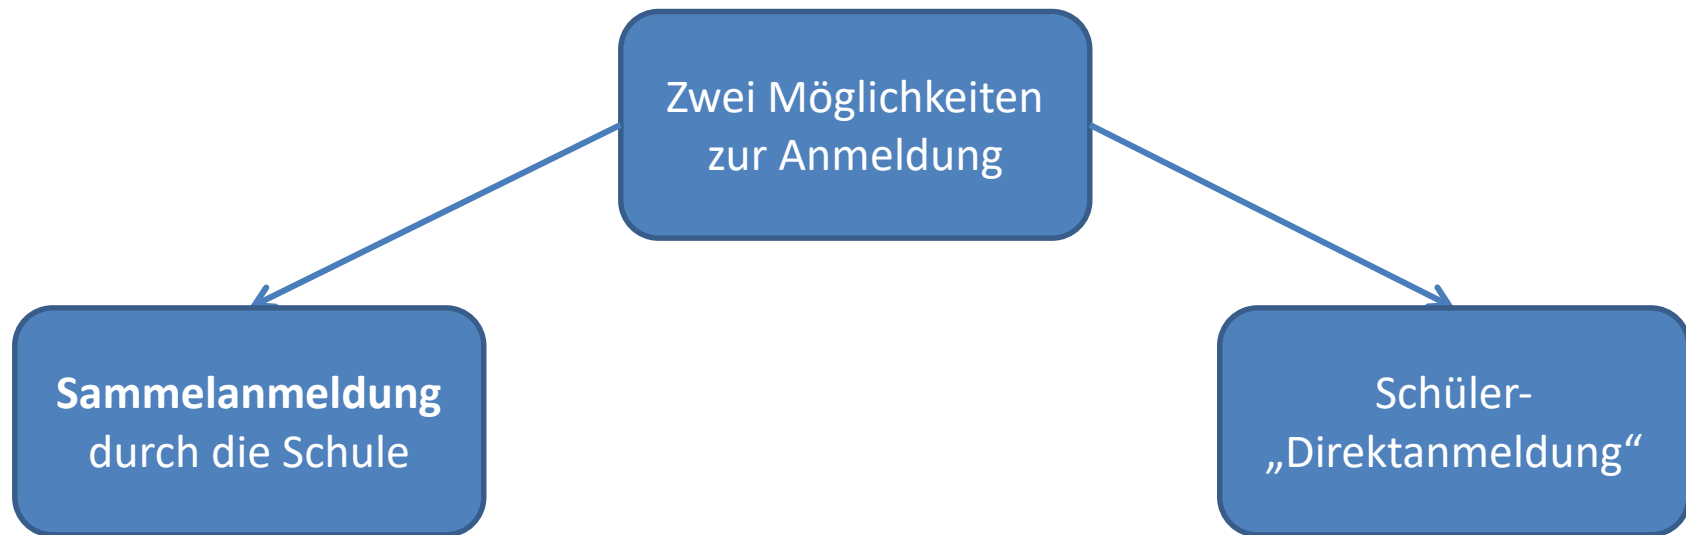 Zwei Möglichkeiten
zur Anmeldung
Sammelanmeldung
durch die Schule
Schüler-
„Direktanmeldung“